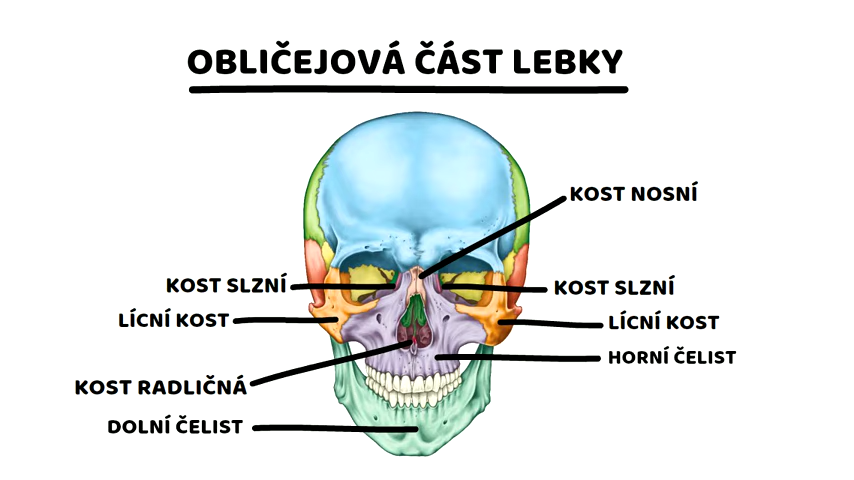 OBLIČEJOVÁ ČÁST LEBKY
KOST NOSNÍ
KOST SLZNÍ
KOST SLZNÍ
LÍCNÍ KOST
LÍCNÍ KOST
HORNÍ ČELIST
KOST RADLIČNÁ
DOLNÍ ČELIST